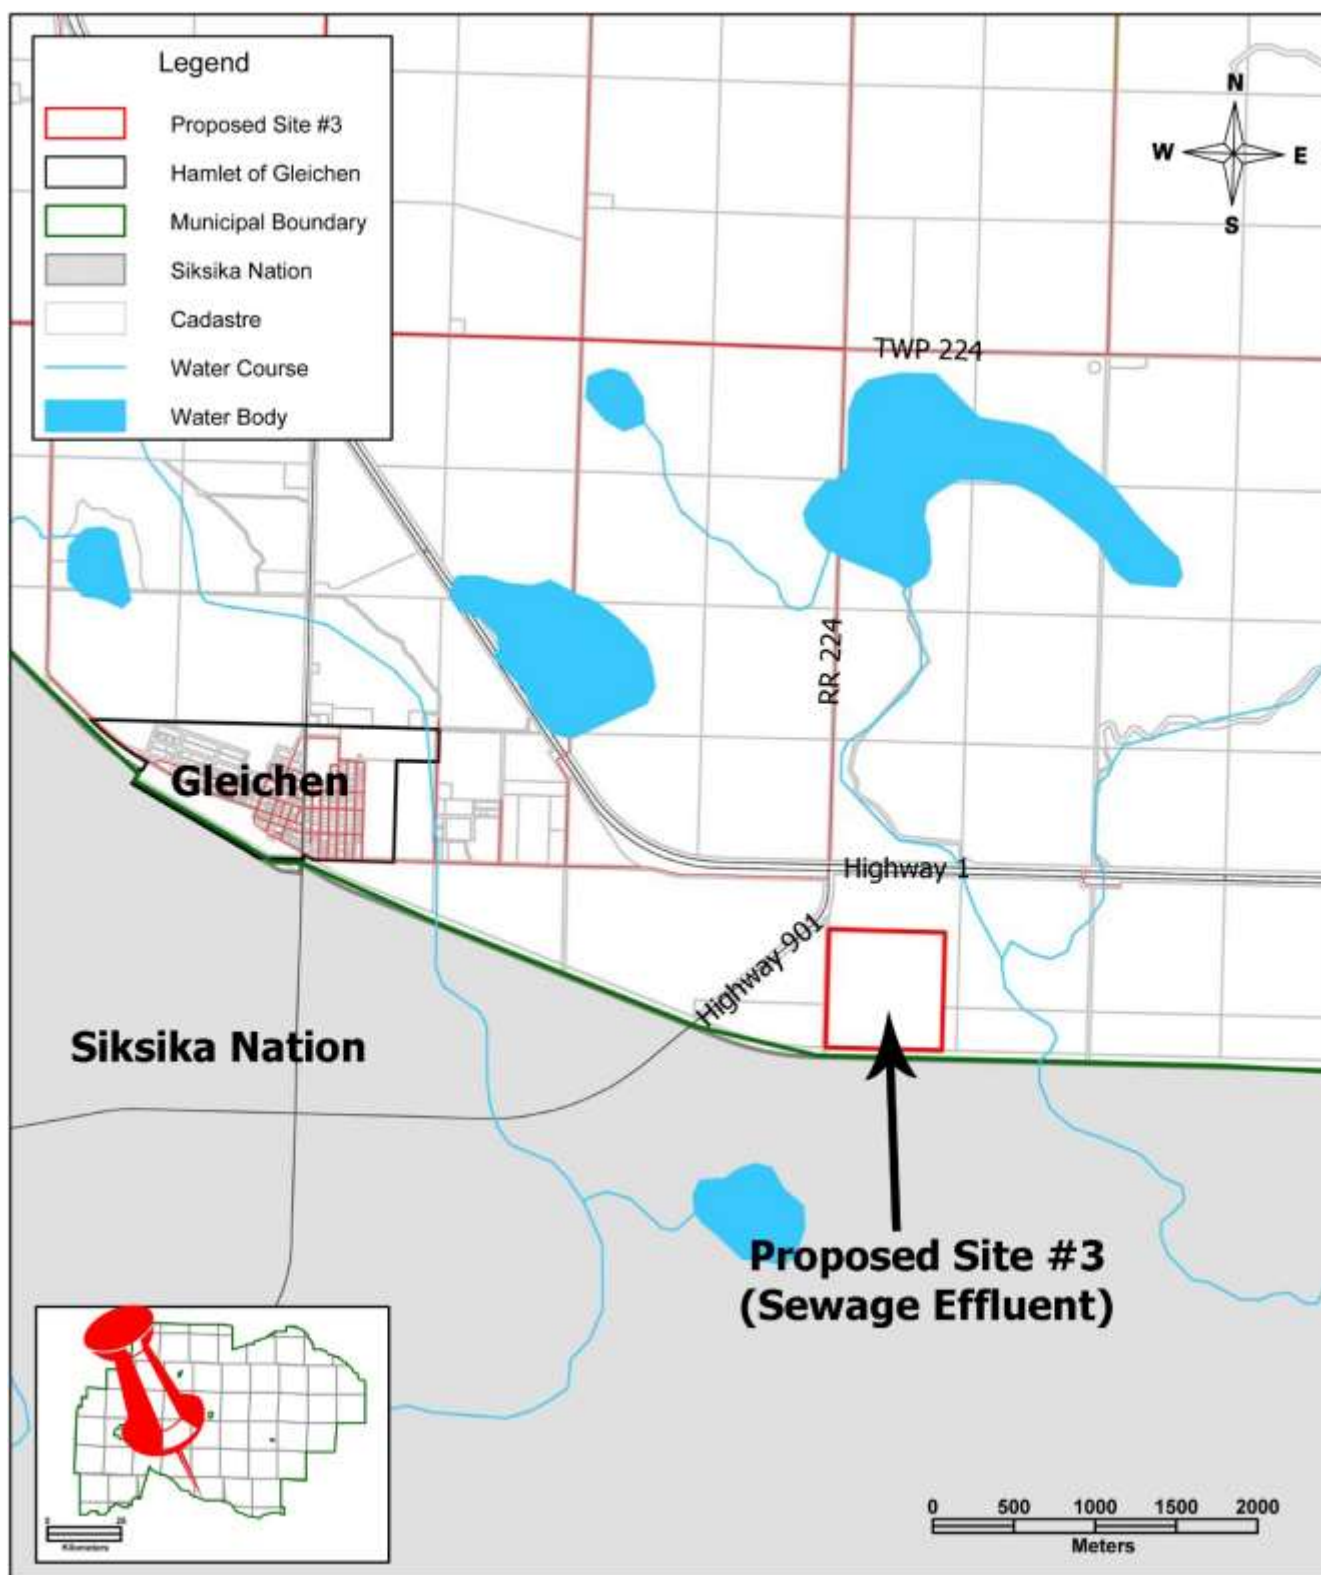 Legend
Proposed Site #3
Hamlet of Gleichen
Municipal Boundary
Siksika Nation
Cadastre
Water Course
Water Body
N
W
E
S
TWP 224
RR 224
Gleichen
Highway 1
Highway 901
Siksika Nation
Proposed Site #3
(Sewage Effluent)
0 500 1000 1500 2000
Meters
Kilometers